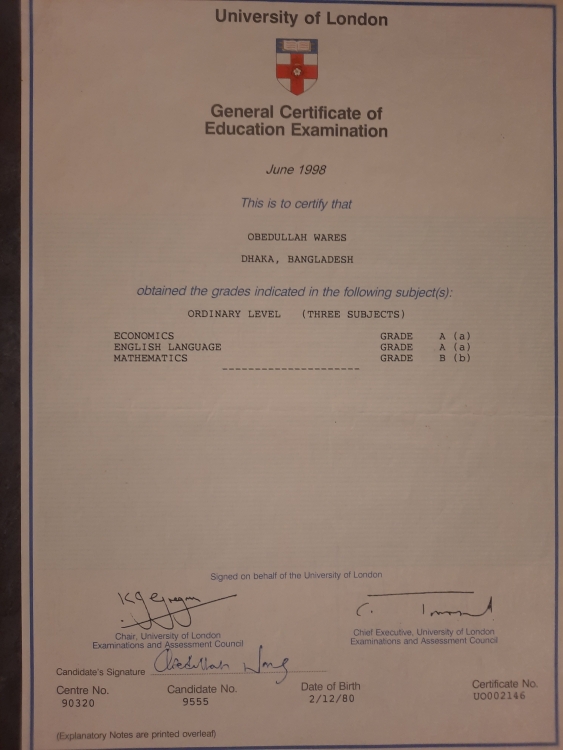 University of London
General Certificate of
Education Examination
June 1998
This is to certify that
OBEDULLAH WARES
DHAKA, BANGLADESH
obtained the grades indicated in the following subject(s):
ORDINARY LEVEL (THREE SUBJECTS)
ECONOMICS GRADE A (a)
ENGLISH LANGUAGE GRADE A (a)
MATHEMATICS GRADE B (b)
---------------------
Signed on behalf of the University of London
Chair, University of London
Examinations and Assessment Council
Chief Executive, University of London
Examinations and Assessment Council
Candidate's Signature Obedullah
Centre No. Candidate No. Date of Birth Certificate No.
90320 9555 2/12/80 U0002146
(Explanatory Notes are printed overleaf)